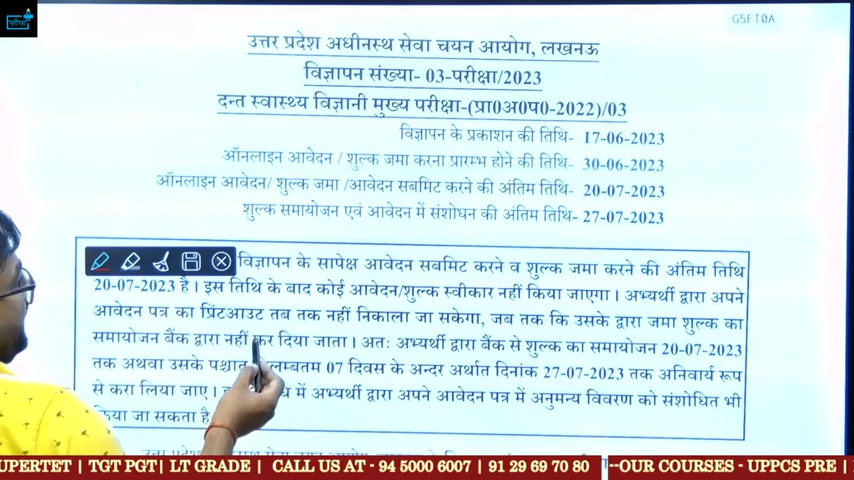 परीक्षा
G5FT0A
उत्तर प्रदेश अधीनस्थ सेवा चयन आयोग, लखनऊ
विज्ञापन संख्या- 03-परीक्षा/2023
दन्त स्वास्थ्य विज्ञानी मुख्य परीक्षा-(प्रा0अ0प0-2022)/03
विज्ञापन के प्रकाशन की तिथि- 17-06-2023
ऑनलाइन आवेदन / शुल्क जमा करना प्रारम्भ होने की तिथि- 30-06-2023
ऑनलाइन आवेदन/ शुल्क जमा /आवेदन सबमिट करने की अंतिम तिथि- 20-07-2023
शुल्क समायोजन एवं आवेदन में संशोधन की अंतिम तिथि- 27-07-2023
विज्ञापन के सापेक्ष आवेदन सबमिट करने व शुल्क जमा करने की अंतिम तिथि
20-07-2023 है। इस तिथि के बाद कोई आवेदन/शुल्क स्वीकार नहीं किया जाएगा। अभ्यर्थी द्वारा अपने
आवेदन पत्र का प्रिंटआउट तब तक नहीं निकाला जा सकेगा, जब तक कि उसके द्वारा जमा शुल्क का
समायोजन बैंक द्वारा नहीं कर दिया जाता। अतः अभ्यर्थी द्वारा बैंक से शुल्क का समायोजन 20-07-2023
तक अथवा उसके पश्चात लम्बतम 07 दिवस के अन्दर अर्थात दिनांक 27-07-2023 तक अनिवार्य रूप
से करा लिया जाए। में अभ्यर्थी द्वारा अपने आवेदन पत्र में अनुमन्य विवरण को संशोधित भी
किया जा सकता है
SUPERTET | TGT PGT| LT GRADE | CALL US AT - 94 5000 6007 | 91 29 69 70 80 --OUR COURSES - UPPCS PRE |